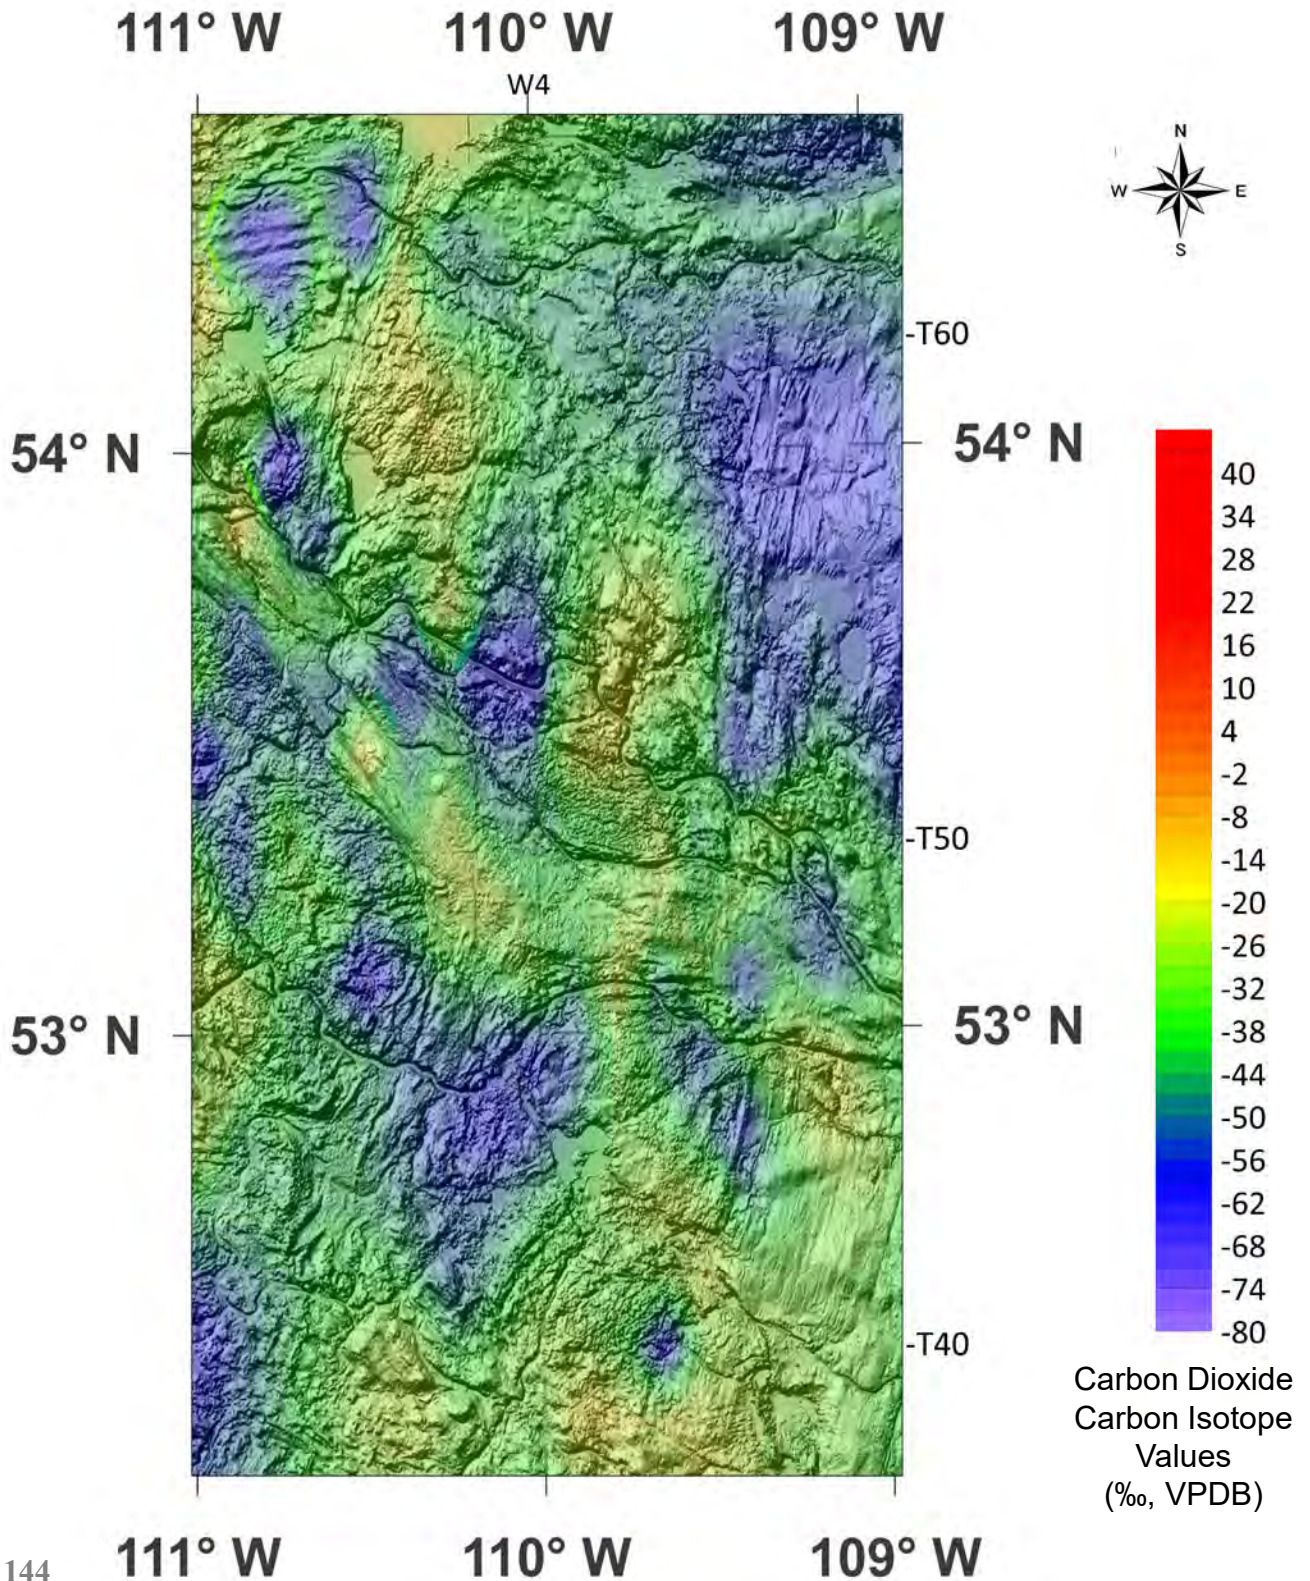 111° W 110° W 109° W
W4
N
W E
S
-T60
54° N 54° N
40
34
28
22
16
10
4
-2
-T50
-8
-14
-20
-26
-32
53° N 53° N
-38
-44
-50
-56
-62
-68
-74
-80
-T40
Carbon Dioxide
Carbon Isotope
Values
(‰, VPDB)
111° W 110° W 109° W
144